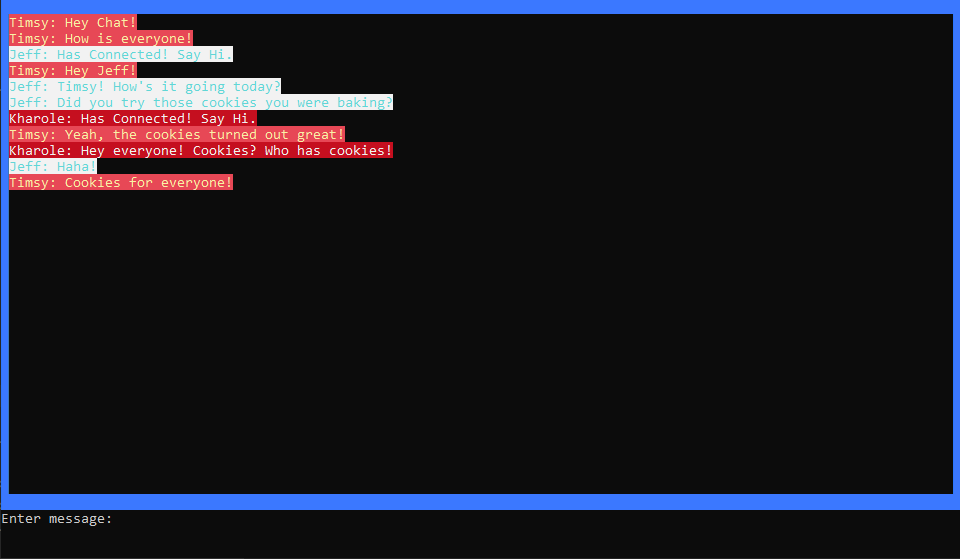 Timsy: Hey Chat!
Timsy: How is everyone!
Jeff: Has Connected! Say Hi.
Timsy: Hey Jeff!
Jeff: Timsy! How's it going today?
Jeff: Did you try those cookies you were baking?
Kharole: Has Connected! Say Hi.
Timsy: Yeah, the cookies turned out great!
Kharole: Hey everyone! Cookies? Who has cookies!
Jeff: Haha!
Timsy: Cookies for everyone!
Enter message: